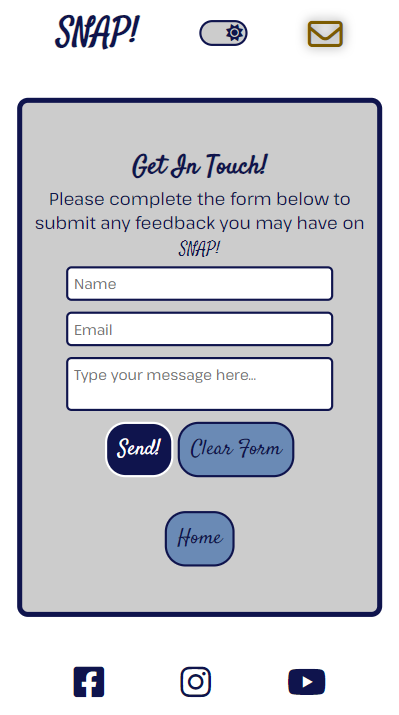 SNAP!
Get In Touch!
Please complete the form below to
submit any feedback you may have on
SNAP!
Name
Email
Type your message here...
Send! Clear Form
Home